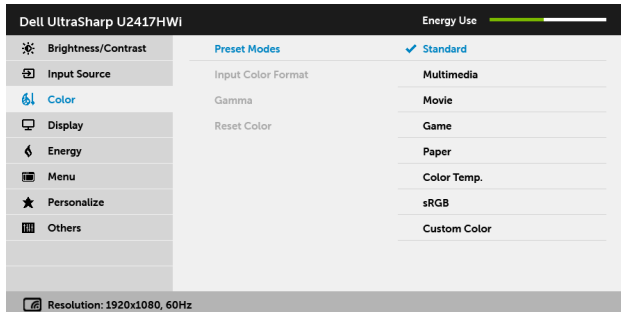 Dell UltraSharp U2417HWi Energy Use
Brightness/Contrast Preset Modes Standard
Input Source Input Color Format Multimedia
Color Gamma Movie
Display Reset Color Game
Energy Paper
Menu Color Temp.
Personalize sRGB
Others Custom Color
Resolution: 1920x1080, 60Hz